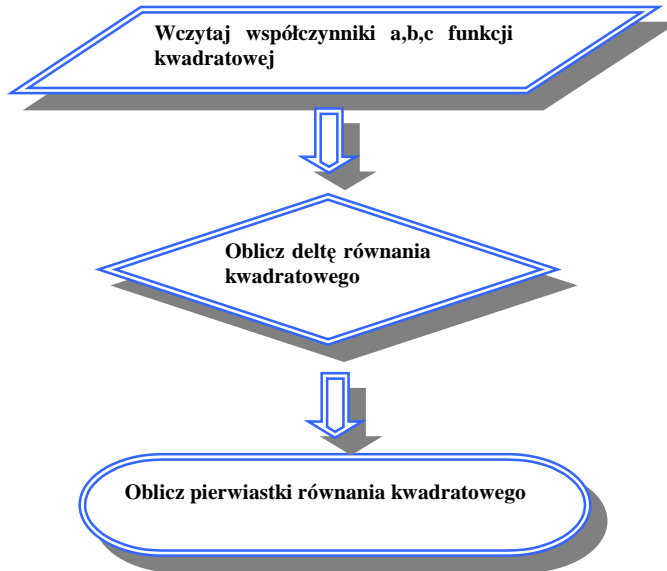 Wczytaj współczynniki a,b,c funkcji
kwadratowej
Oblicz deltę równania
kwadratowego
Oblicz pierwiastki równania kwadratowego